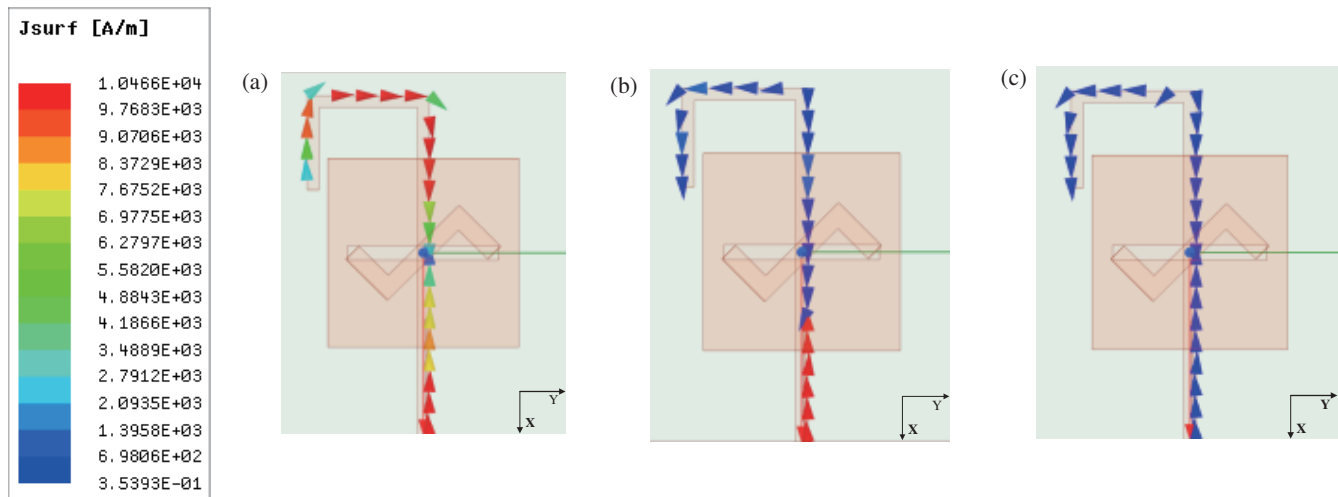 Jsurf [A/m]
1.0466E+04
9.7683E+03
9.0706E+03
8.3729E+03
7.6752E+03
6.9775E+03
6.2797E+03
5.5820E+03
4.8843E+03
4.1866E+03
3.4889E+03
2.7912E+03
2.0935E+03
1.3958E+03
6.9806E+02
3.5393E-01
(a)
Y
X
(b)
Y
X
(c)
Y
X